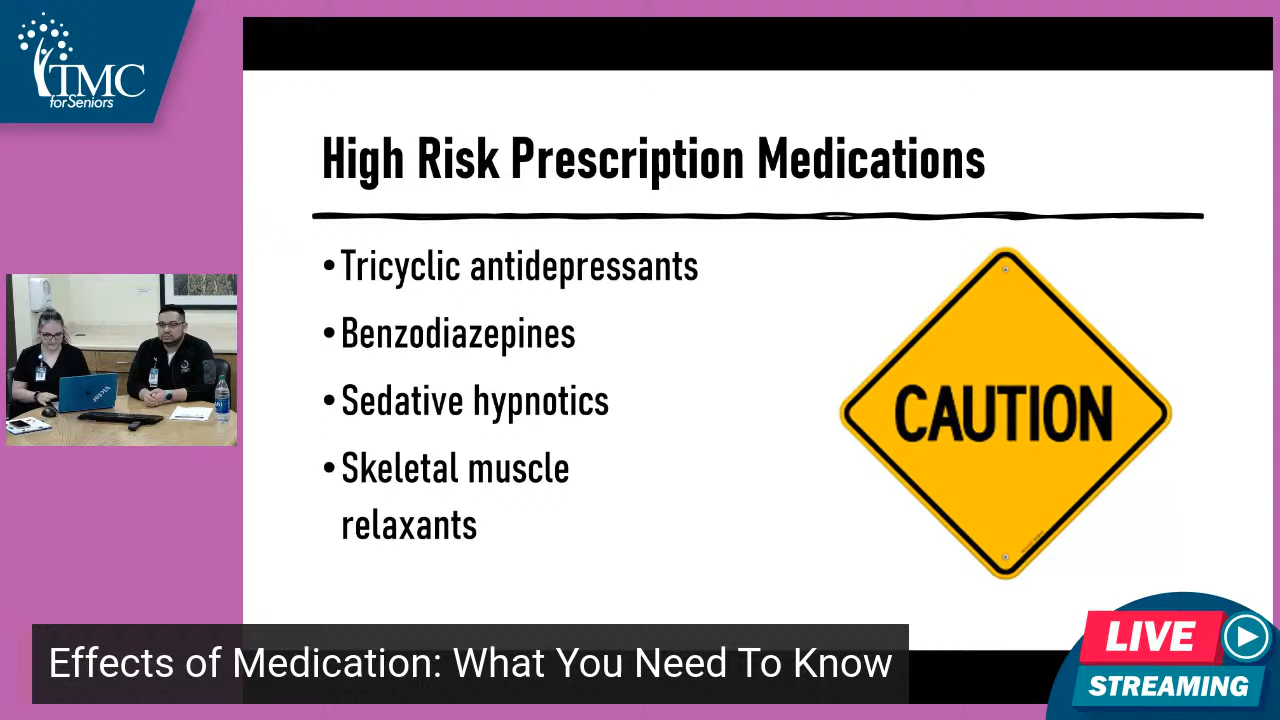 TMC
for Seniors
High Risk Prescription Medications
•Tricyclic antidepressants
•Benzodiazepines
•Sedative hypnotics
•Skeletal muscle
relaxants
CAUTION
Effects of Medication: What You Need To Know
LIVE
STREAMING